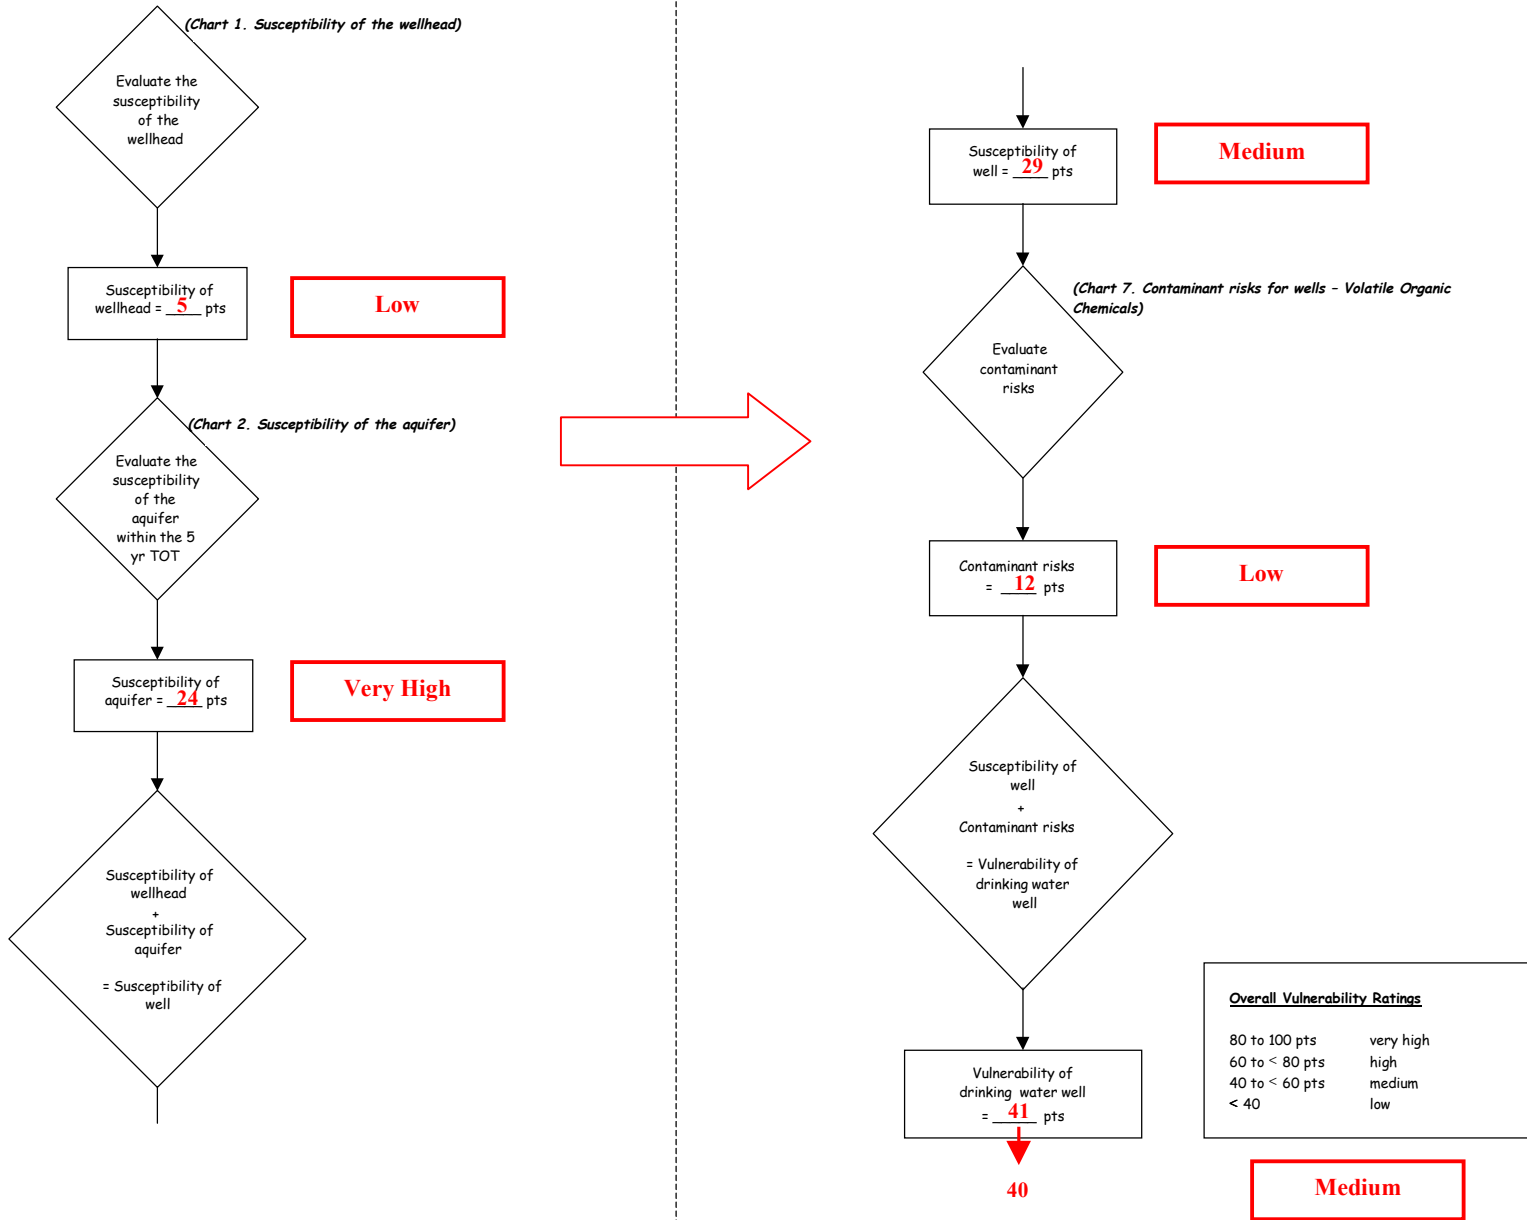 (Chart 1. Susceptibility of the wellhead)
Evaluate the
susceptibility
of the
wellhead
Susceptibility of
wellhead = 5 pts
Low
(Chart 2. Susceptibility of the aquifer)
Evaluate the
susceptibility
of the
aquifer
within the 5
yr TOT
Susceptibility of
aquifer = 24 pts
Very High
Susceptibility of
wellhead
+
Susceptibility of
aquifer
= Susceptibility of
well
Susceptibility of
well = 29 pts
Medium
(Chart 7. Contaminant risks for wells – Volatile Organic
Chemicals)
Evaluate
contaminant
risks
Contaminant risks
= 12 pts
Low
Susceptibility of
well
+
Contaminant risks
= Vulnerability of
drinking water
well
Vulnerability of
drinking water well
= 41 pts
40
Overall Vulnerability Ratings
80 to 100 pts very high
60 to < 80 pts high
40 to < 60 pts medium
< 40 low
Medium